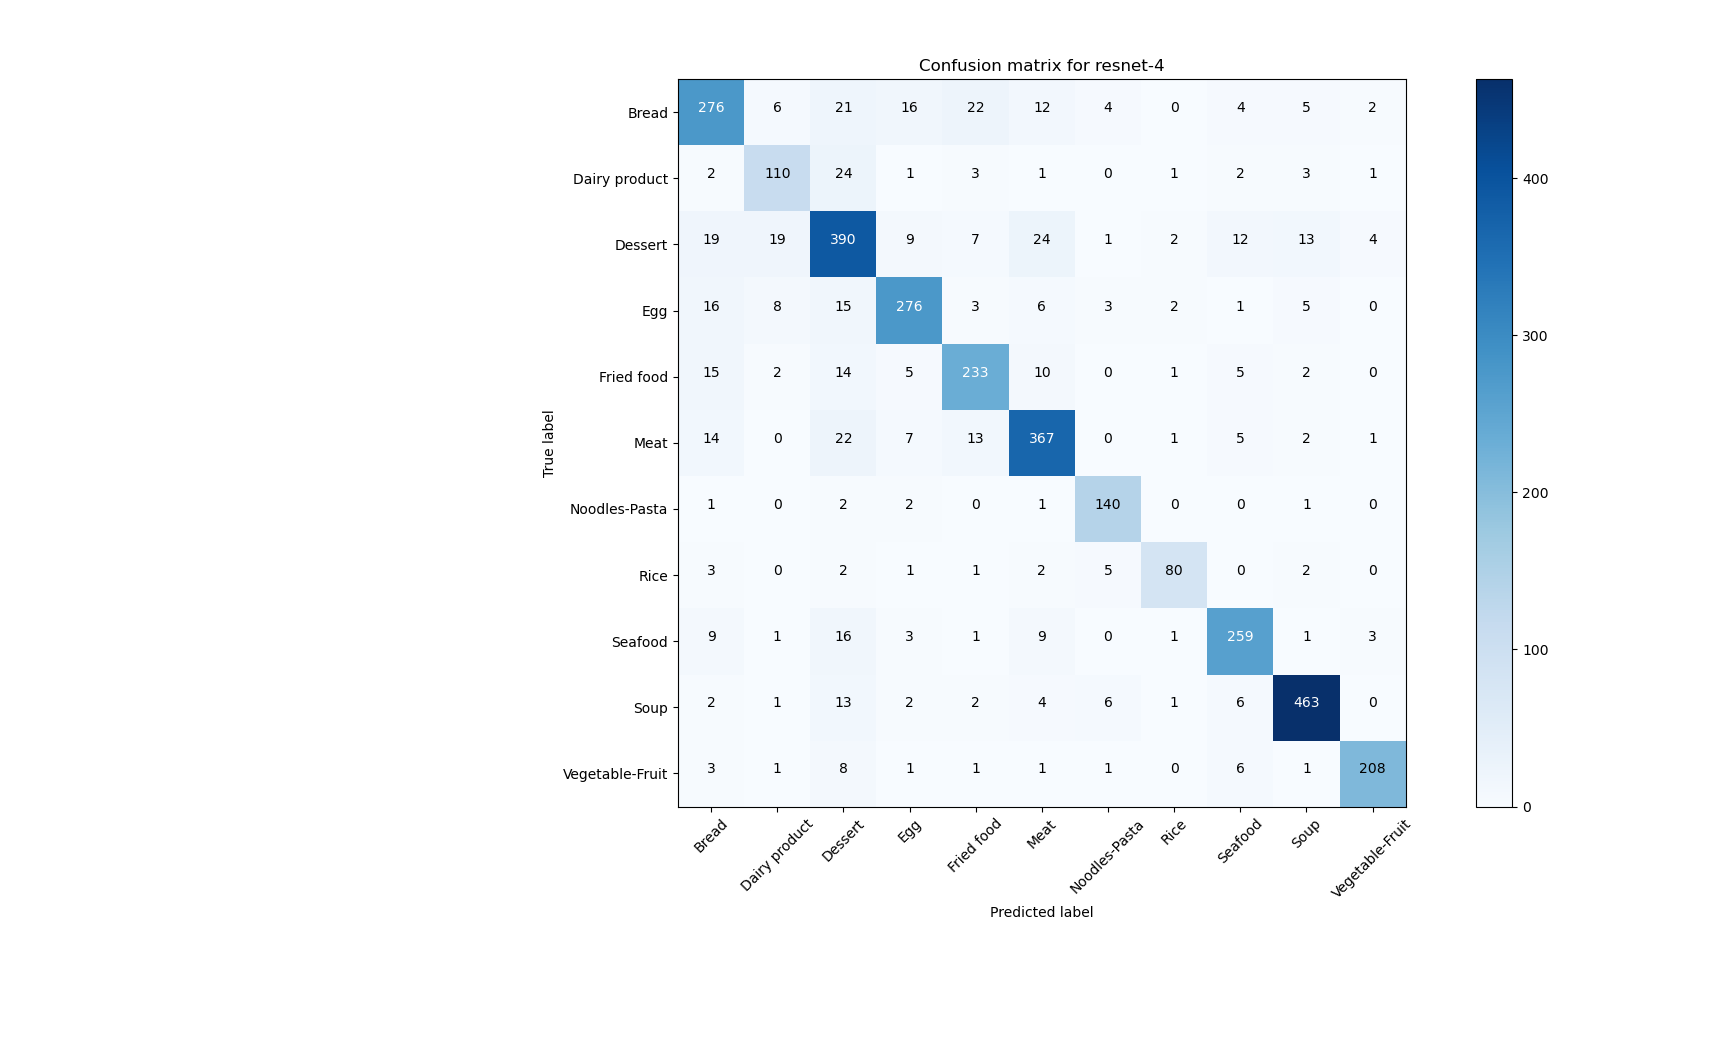 Confusion matrix for resnet-4
Bread 276 6 21 16 22 12 4 0 4 5 2
Dairy product 2 110 24 1 3 1 0 1 2 3 1
Dessert 19 19 390 9 7 24 1 2 12 13 4
Egg 16 8 15 276 3 6 3 2 1 5 0
Fried food 15 2 14 5 233 10 0 1 5 2 0
Meat 14 0 22 7 13 367 0 1 5 2 1
Noodles-Pasta 1 0 2 2 0 1 140 0 0 1 0
Rice 3 0 2 1 1 2 5 80 0 2 0
Seafood 9 1 16 3 1 9 0 1 259 1 3
Soup 2 1 13 2 2 4 6 1 6 463 0
Vegetable-Fruit 3 1 8 1 1 1 1 0 6 1 208
True label
Bread Dairy product Dessert Egg Fried food Meat Noodles-Pasta Rice Seafood Soup Vegetable-Fruit
Predicted label
400
300
200
100
0